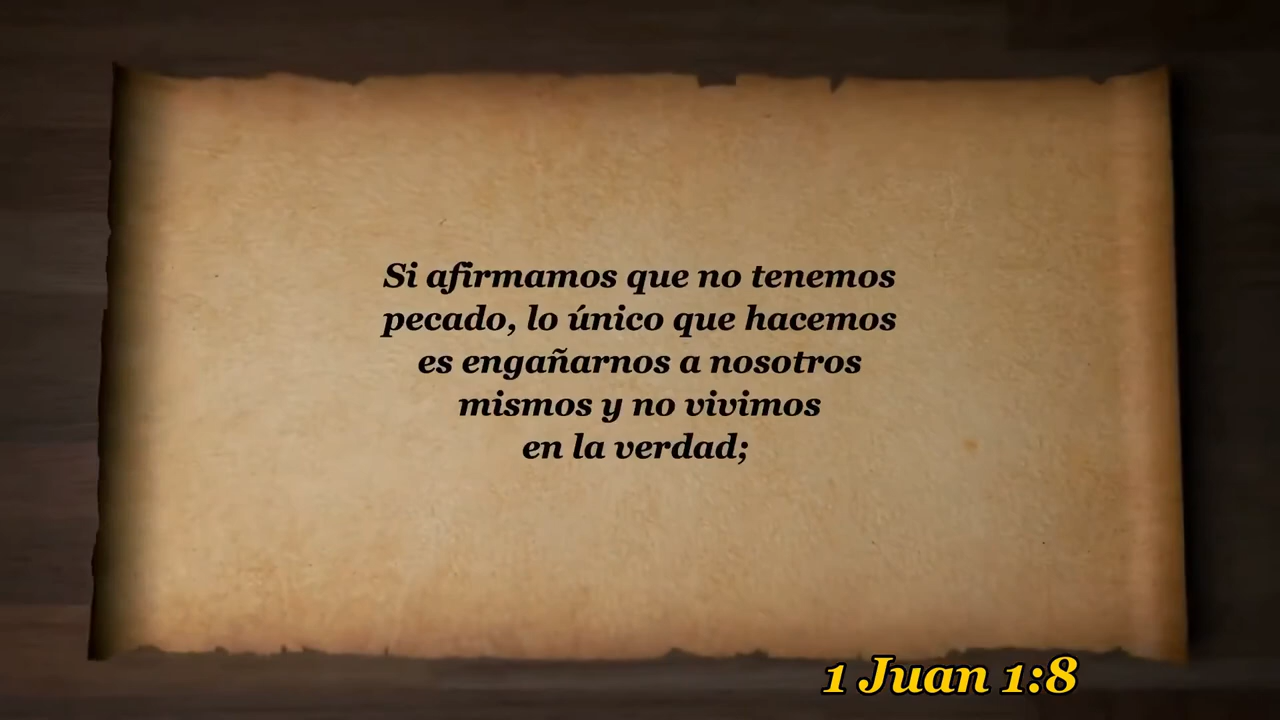 Si afirmamos que no tenemos
pecado, lo único que hacemos
es engañarnos a nosotros
mismos y no vivimos
en la verdad;
1 Juan 1:8